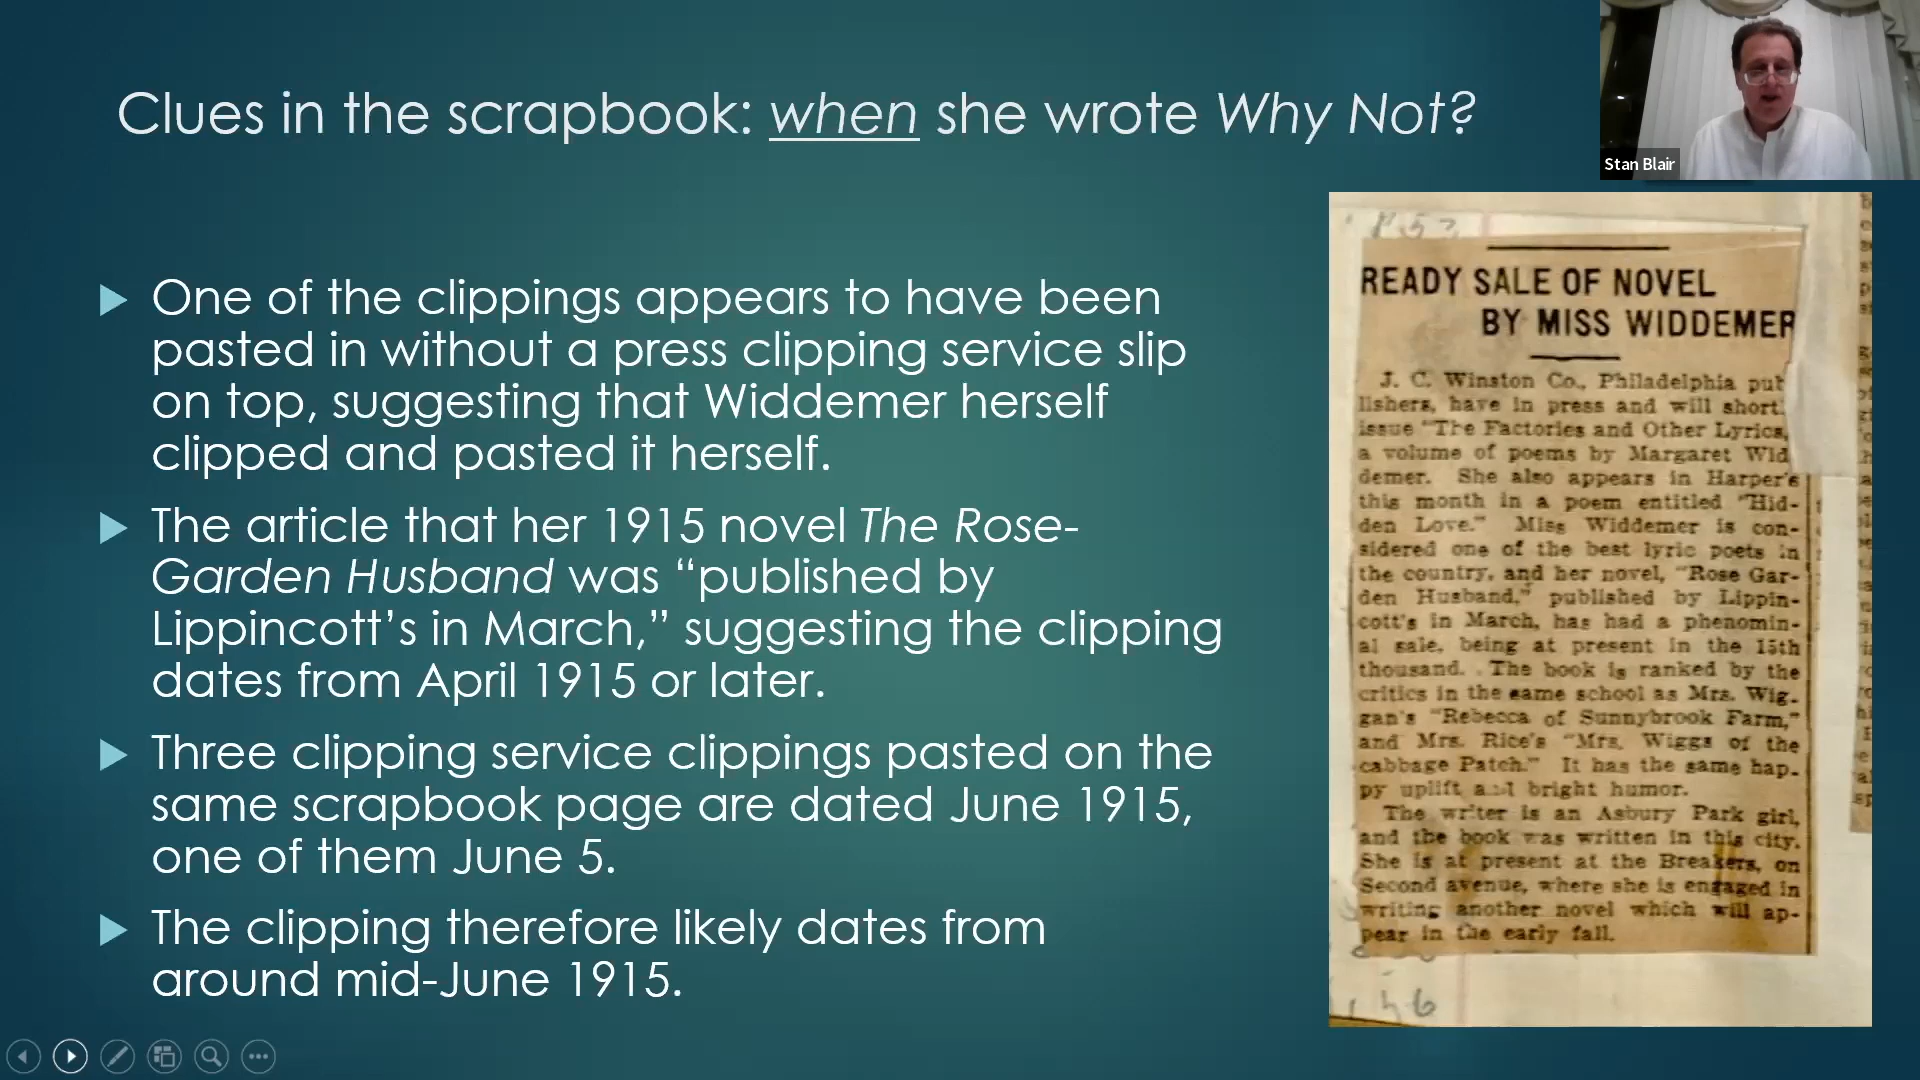 Clues in the scrapbook: when she wrote Why Not?
Stan Blair
One of the clippings appears to have been
pasted in without a press clipping service slip
on top, suggesting that Widdemer herself
clipped and pasted it herself.
The article that her 1915 novel The Rose-
Garden Husband was “published by
Lippincott’s in March,” suggesting the clipping
dates from April 1915 or later.
Three clipping service clippings pasted on the
same scrapbook page are dated June 1915,
one of them June 5.
The clipping therefore likely dates from
around mid-June 1915.
READY SALE OF NOVEL
BY MISS WIDDEMER
J. C. Winston Co., Philadelphia pub
lishers, have in press and will short
issue "The Factories and Other Lyrics,
a volume of poems by Margaret Wid
demer. She also appears in Harper's
this month in a poem entitled "Hid-
den Love." Miss Widdemer is con-
sidered one of the best lyric poets in
the country, and her novel, "Rose Gar-
den Husband," published by Lippin-
cott's in March, has had a phenomin-
al sale, being at present in the 15th
thousand. The book is ranked by the
critics in the same school as Mrs. Wig-
gan's "Rebecca of Sunnybrook Farm,"
and Mrs. Rice's "Mrs. Wiggs of the
cabbage Patch." It has the same hap-
py uplift and bright humor.
The writer is an Asbury Park girl,
and the book was written in this city.
She is at present at the Breakers, on
Second avenue, where she is engaged in
writing another novel which will ap-
pear in the early fall.